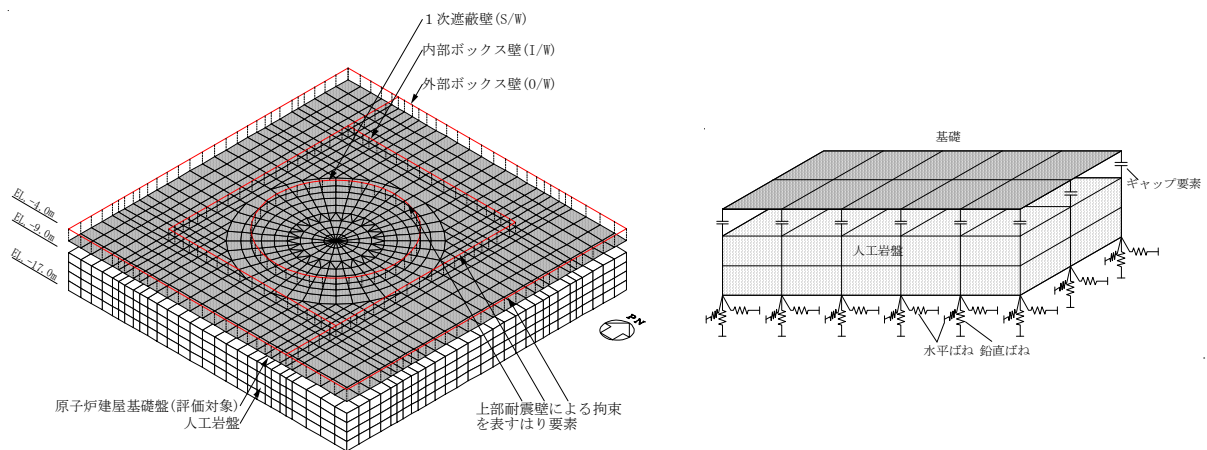 １次遮蔽壁(S/W)
内部ボックス壁(I/W)
外部ボックス壁(O/W)
EL. -4.0m
EL. -9.0m
EL. -17.0m
PN
原子炉建屋基礎盤(評価対象)
人工岩盤
上部耐震壁による拘束
を表すはり要素
基礎
ギャップ要素
人工岩盤
水平ばね 鉛直ばね